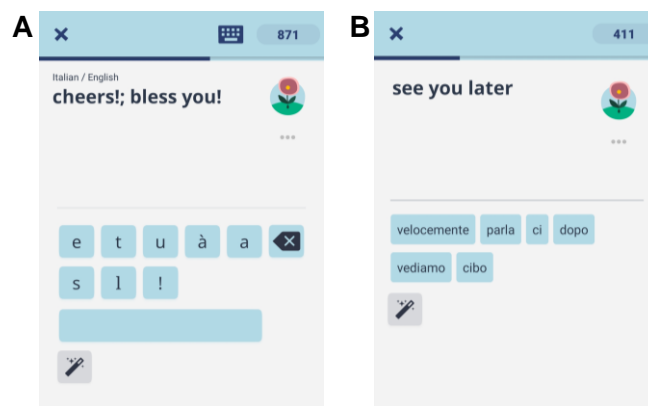 A
871
Italian / English
cheers!; bless you!
e t u à a
s l !
B
411
see you later
velocemente parla ci dopo
vediamo cibo